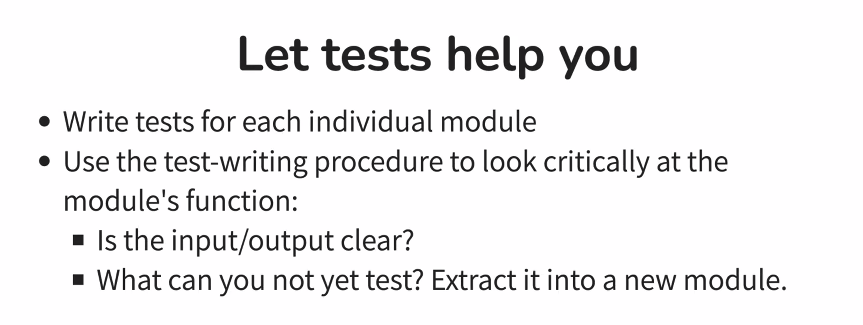 Let tests help you
• Write tests for each individual module
• Use the test-writing procedure to look critically at the
module's function:
▪ Is the input/output clear?
▪ What can you not yet test? Extract it into a new module.